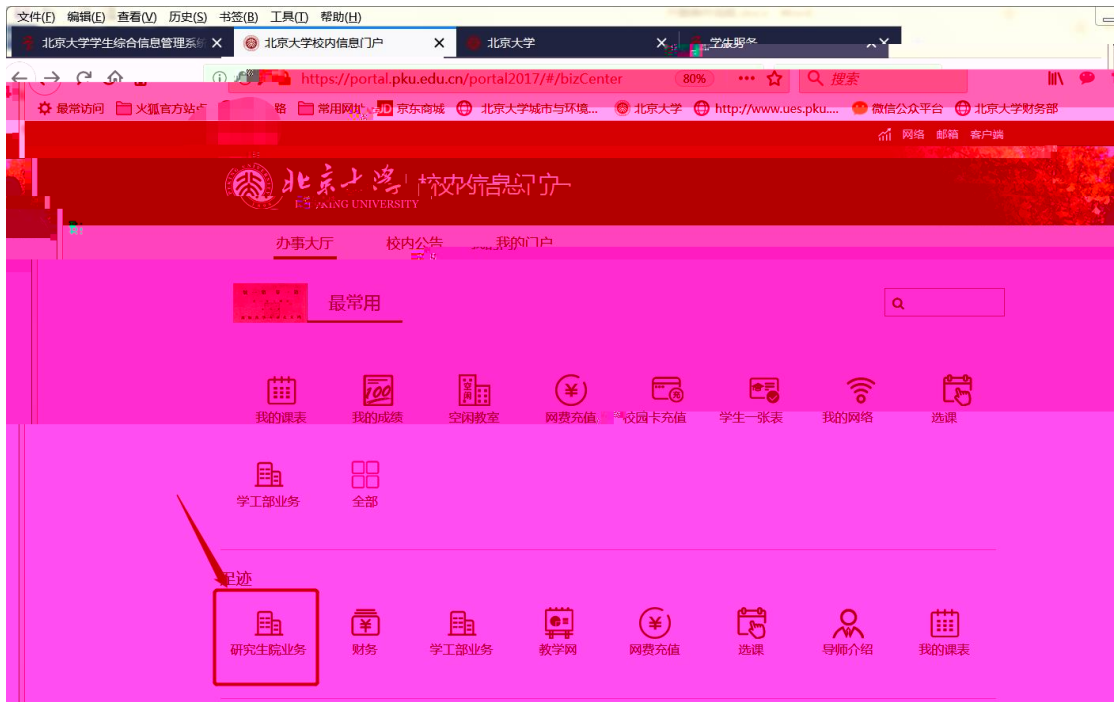 文件(F) 编辑(E) 查看(V) 历史(S) 书签(B) 工具(T) 帮助(H)
北京大学学生综合信息管理系统 北京大学校内信息门户 北京大学 学生服务
https://portal.pku.edu.cn/portal2017/#/bizCenter 80% 搜索
最常访问 火狐官方站点 路 常用网址 JD 京东商城 北京大学城市与环境... 北京大学 http://www.ues.pku.... 微信公众平台 北京大学财务部
网络 邮箱 客户端
北京大学 校内信息门户
PEKING UNIVERSITY
办事大厅 校内公告 我的门户
最常用
我的课表 我的成绩 空闲教室 网费充值 校园卡充值 学生一张表 我的网络 选课
学工部业务 全部
足迹
研究生院业务 财务 学工部业务 教学网 网费充值 选课 导师介绍 我的课表